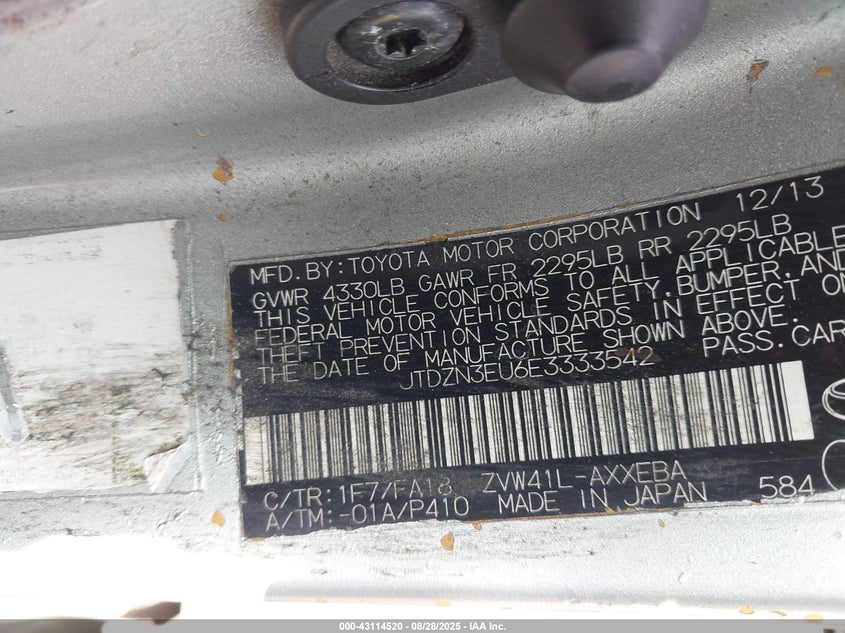 MFD. BY: TOYOTA MOTOR CORPORATION 12/13
GVWR 4330LB GAWR FR 2295LB RR 2295LB
THIS VEHICLE CONFORMS TO ALL APPLICABLE
FEDERAL MOTOR VEHICLE SAFETY, BUMPER, AND
THEFT PREVENTION STANDARDS IN EFFECT ON
THE DATE OF MANUFACTURE SHOWN ABOVE.
JTDZN3EU6E3333542 PASS. CAR
C/TR: 1F7/FA18 ZVW41L-AXXEBA
A/TM: -01A/P410 MADE IN JAPAN 584
000-43114520 | 08/28/2025 - IAA Inc.